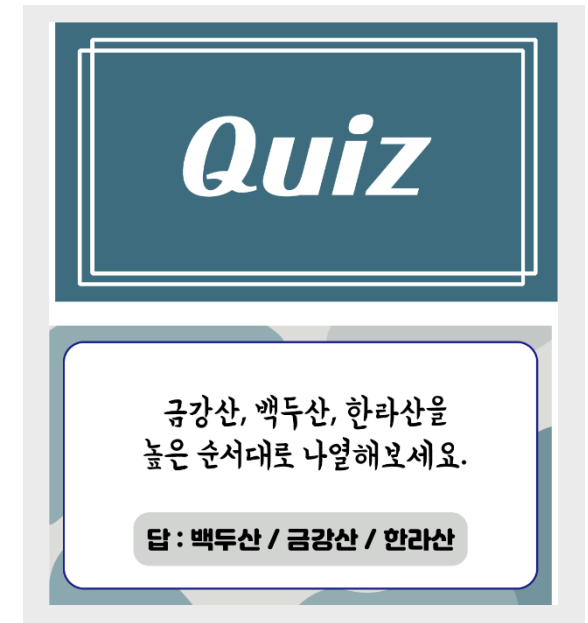 Quiz
금강산, 백두산, 한라산을
높은 순서대로 나열해보세요.
답 : 백두산 / 금강산 / 한라산